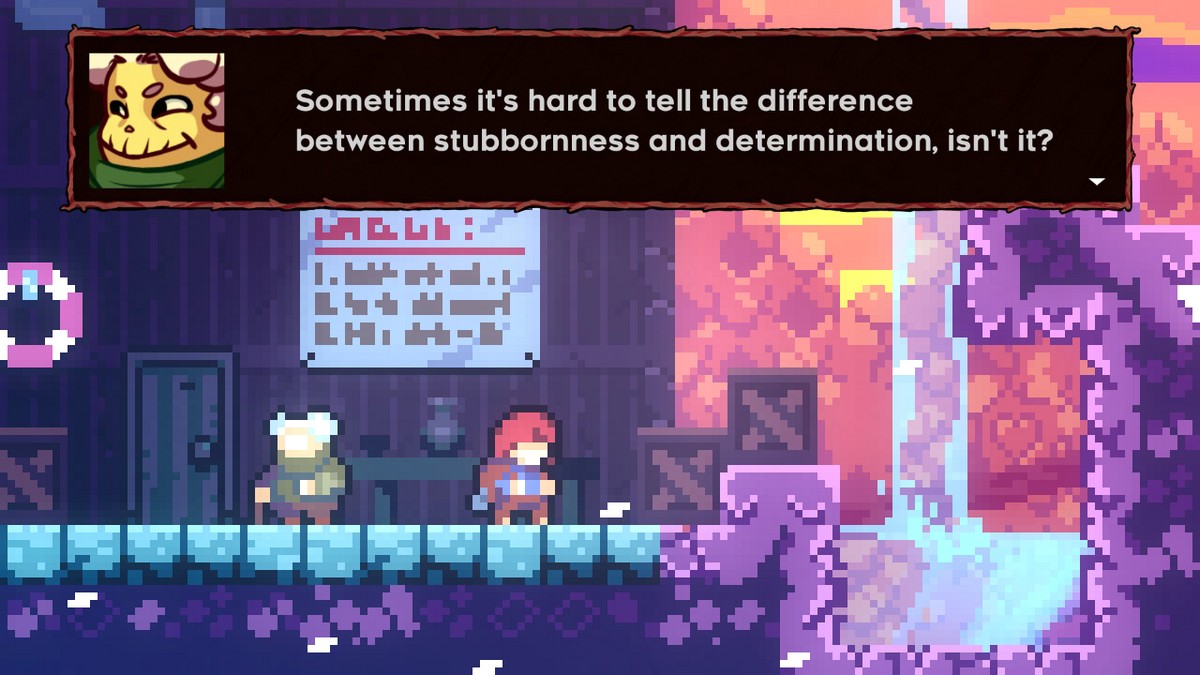 Sometimes it's hard to tell the difference
between stubbornness and determination, isn't it?